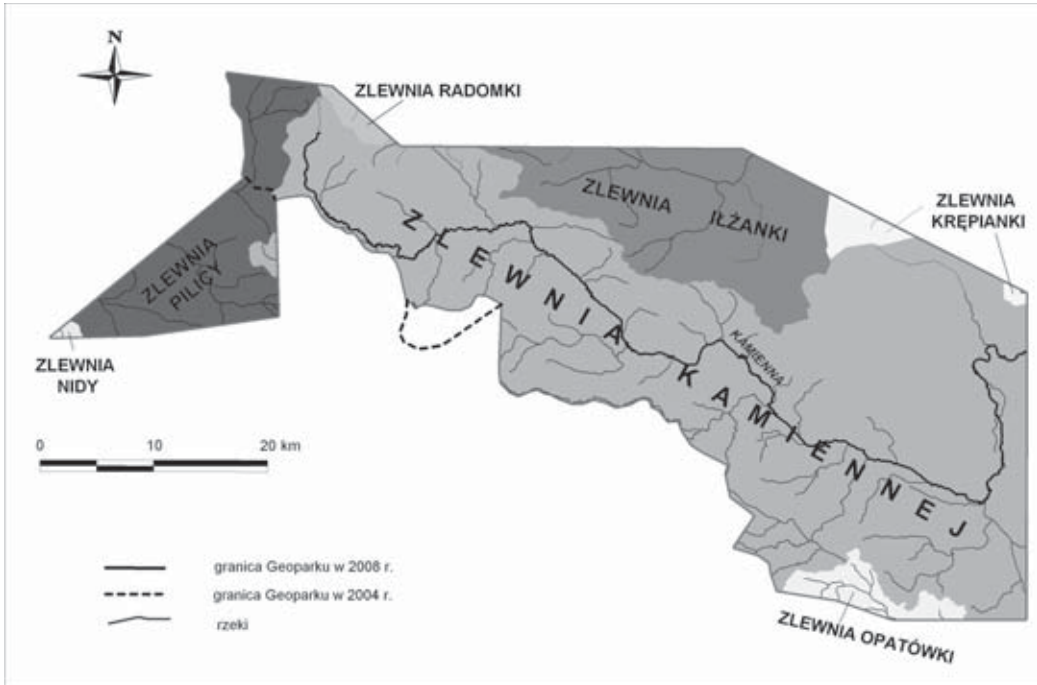 N
ZLEWNIA RADOMKI
ZLEWNIA
IŁŻANKI
ZLEWNIA
KRĘPIANKI
ZLEWNIA
PILICY
ZLEWNIA KAMIENNEJ
KAMIENNA
ZLEWNIA
NIDY
0 10 20 km
granica Geoparku w 2008 r.
granica Geoparku w 2004 r.
rzeki
ZLEWNIA OPATÓWKI